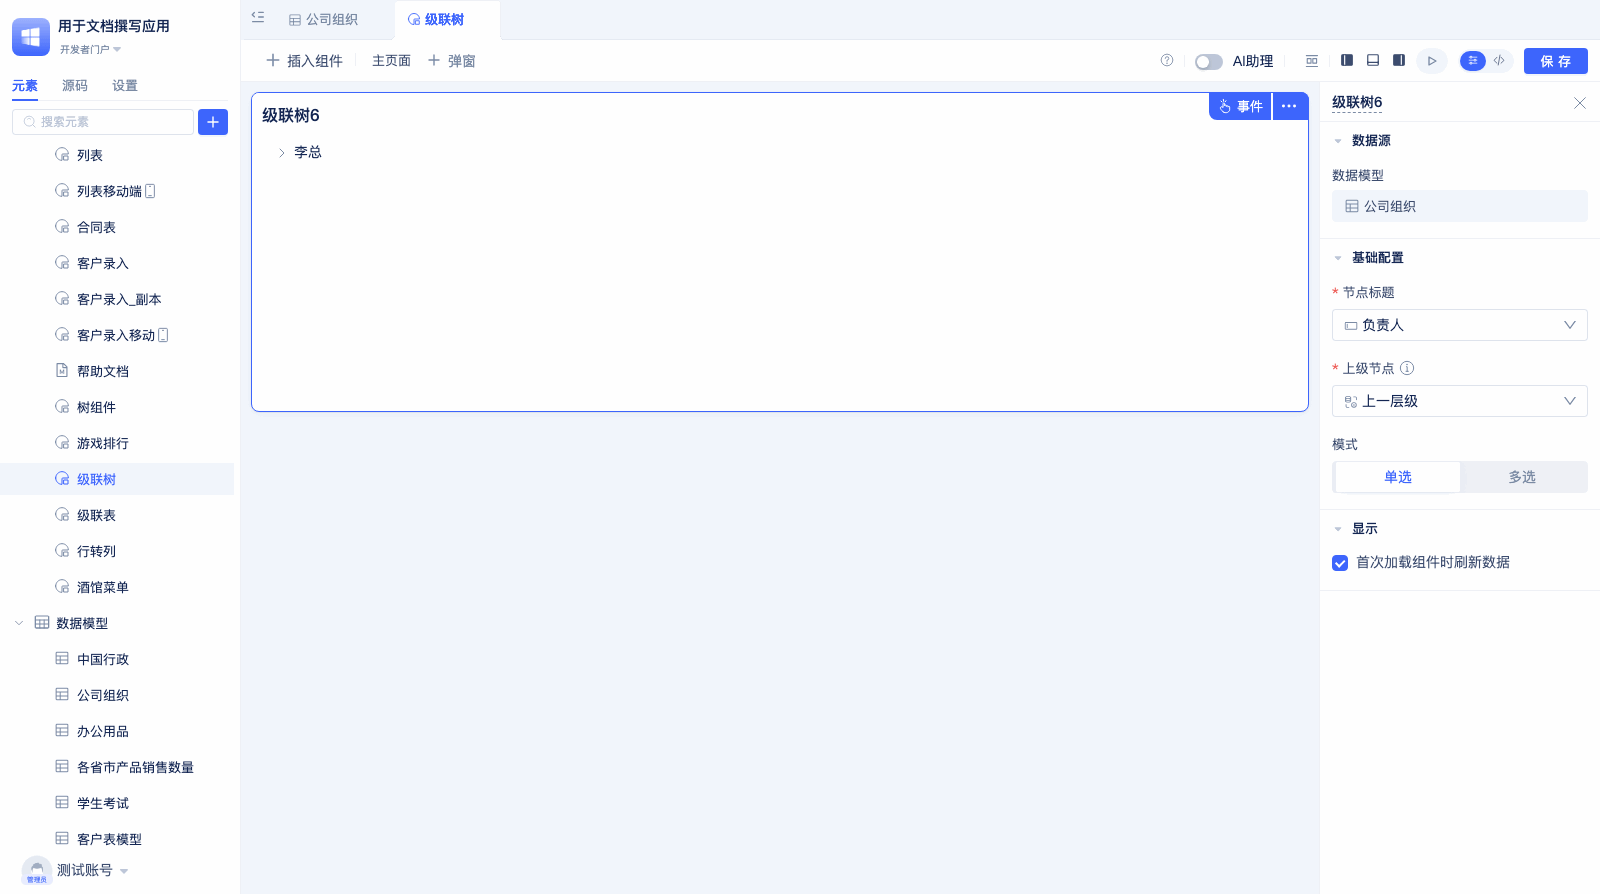 用于文档撰写应用
开发者门户
元素 源码 设置
搜索元素
列表
列表移动端
合同表
客户录入
客户录入_副本
客户录入移动
帮助文档
树组件
游戏排行
级联树
级联表
行转列
酒馆菜单
数据模型
中国行政
公司组织
办公用品
各省市产品销售数量
学生考试
客户表模型
测试账号
管理员
公司组织 级联树
插入组件 主页面 弹窗
AI助理
保存
级联树6
事件
李总
级联树6
数据源
数据模型
公司组织
基础配置
* 节点标题
负责人
* 上级节点
上一层级
模式
单选 多选
显示
首次加载组件时刷新数据